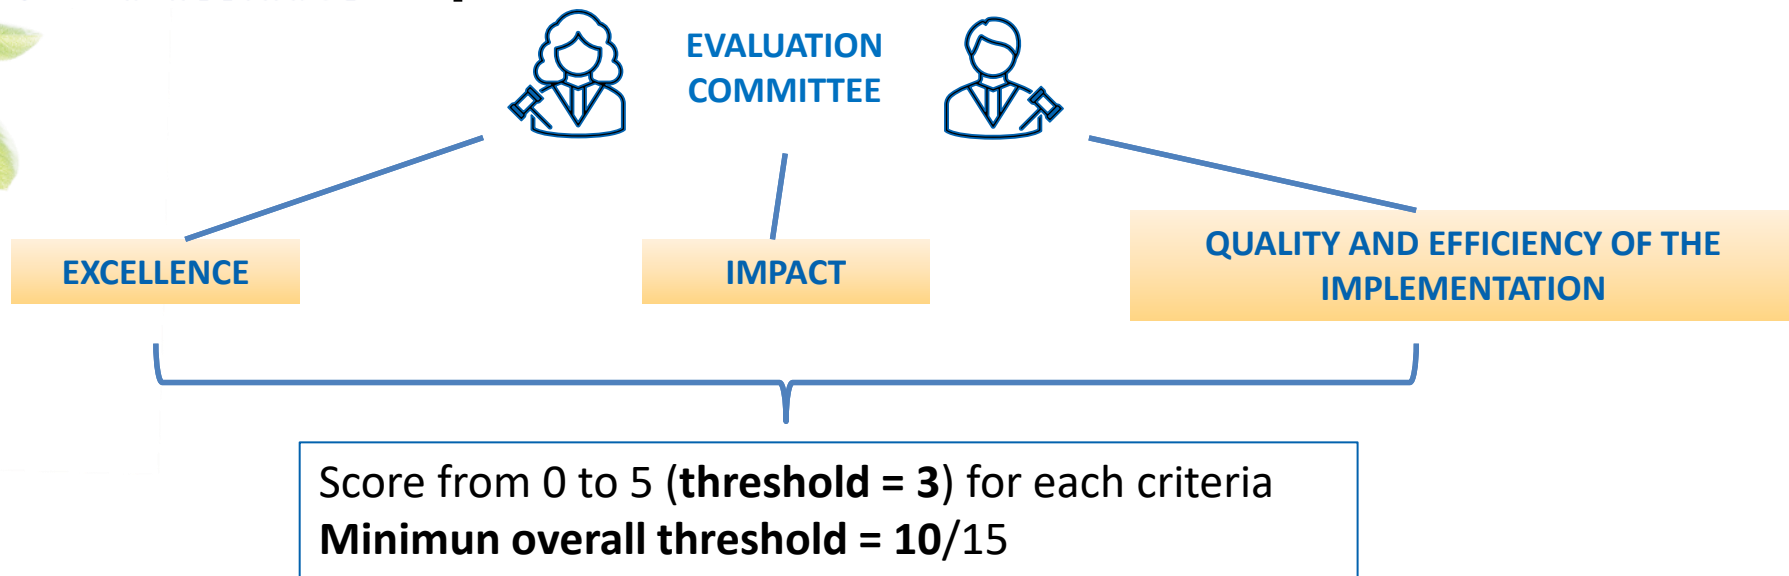 EVALUATION
COMMITTEE
EXCELLENCE
IMPACT
QUALITY AND EFFICIENCY OF THE
IMPLEMENTATION
Score from 0 to 5 (threshold = 3) for each criteria
Minimun overall threshold = 10/15